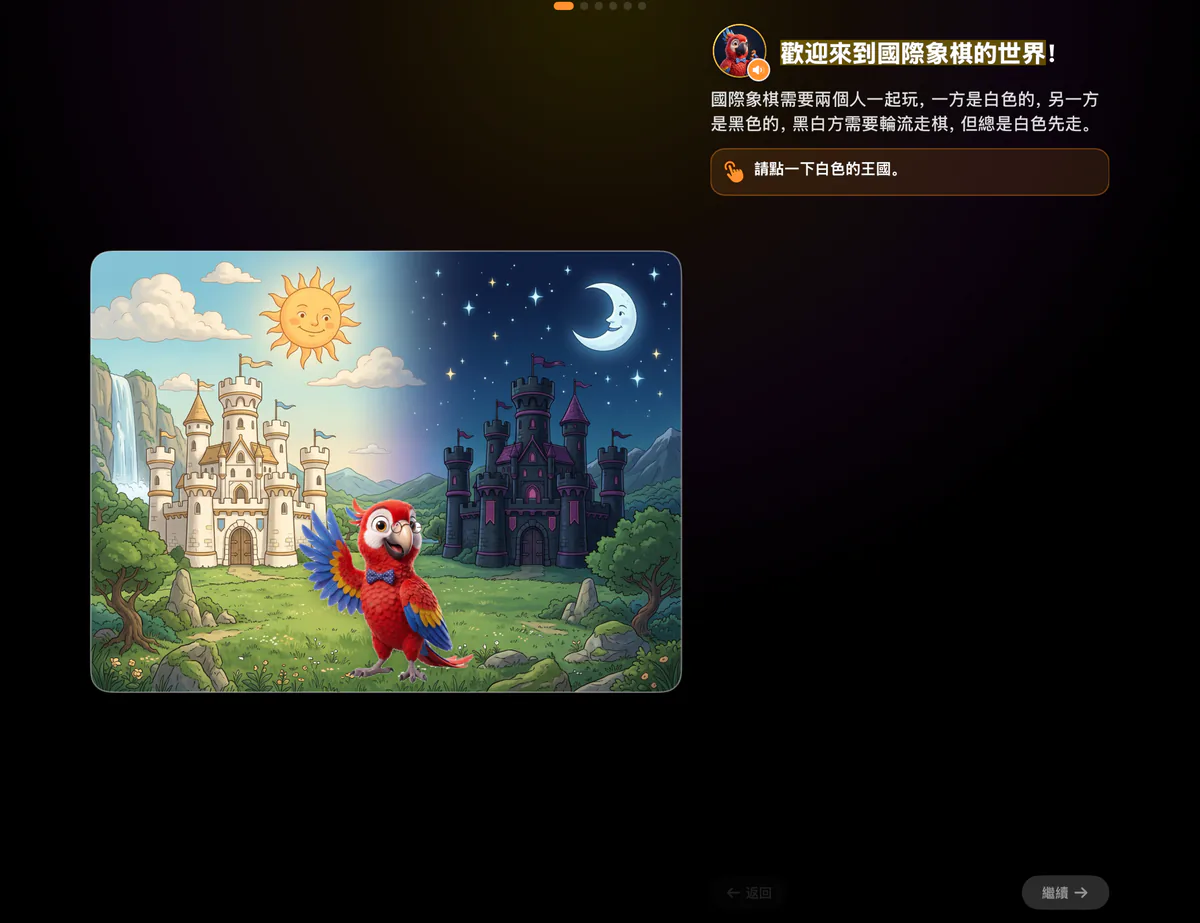 歡迎來到國際象棋的世界!
國際象棋需要兩個人一起玩, 一方是白色的, 另一方
是黑色的, 黑白方需要輪流走棋, 但總是白色先走。
請點一下白色的王國。
← 返回
繼續 →